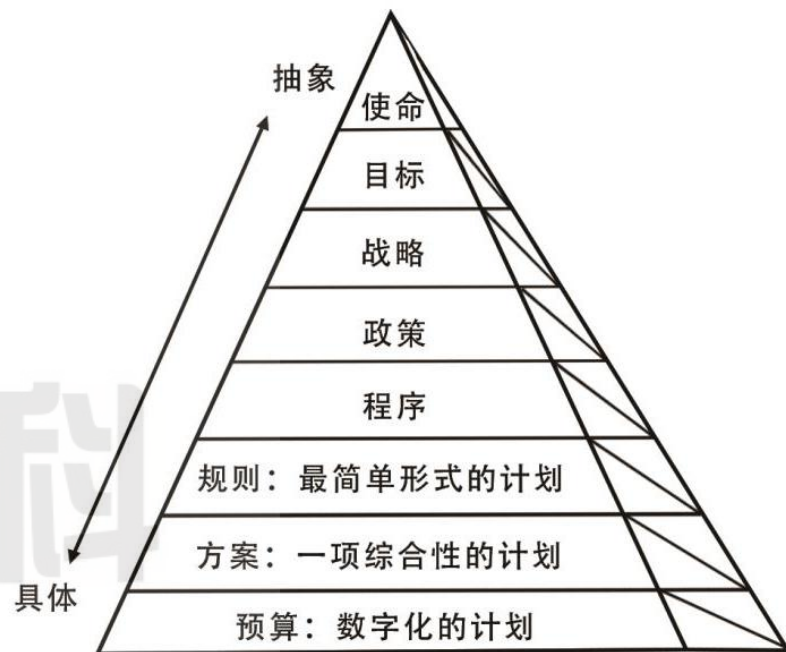 抽象
使命
目标
战略
政策
程序
规则：最简单形式的计划
方案：一项综合性的计划
具体
预算：数字化的计划
科